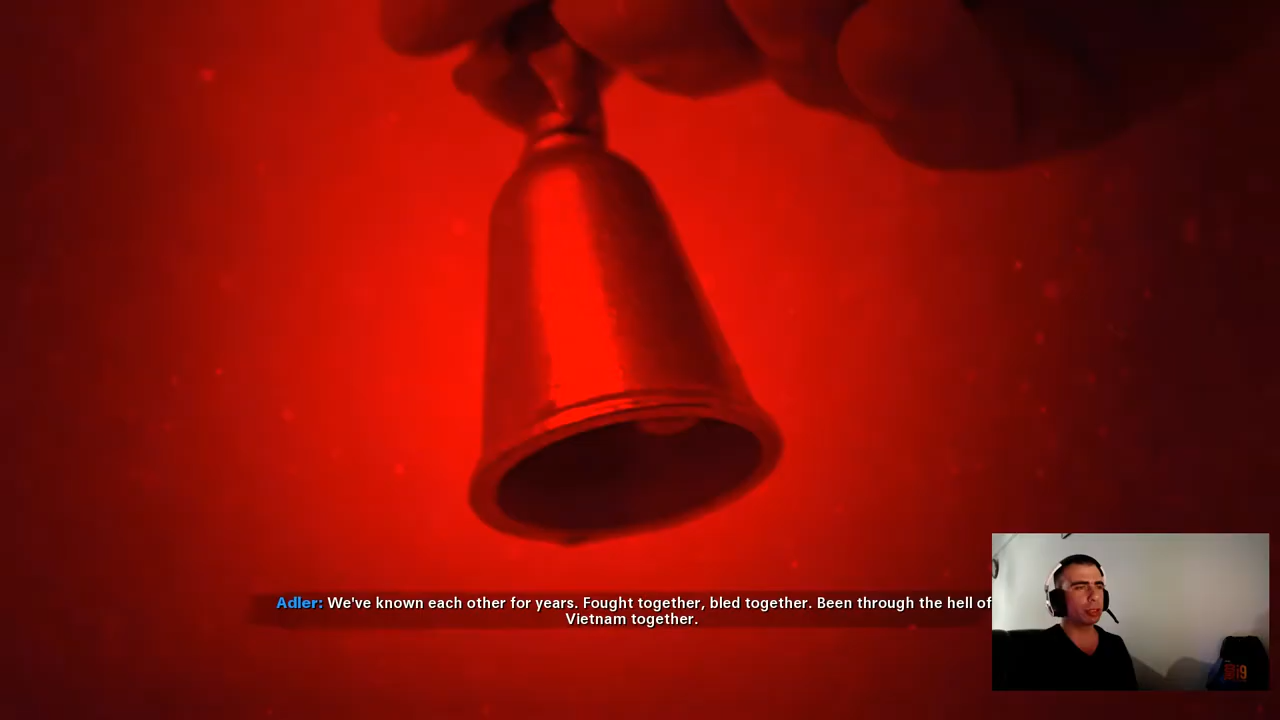 Adler: We've known each other for years. Fought together, bled together. Been through the hell of
Vietnam together.
i9